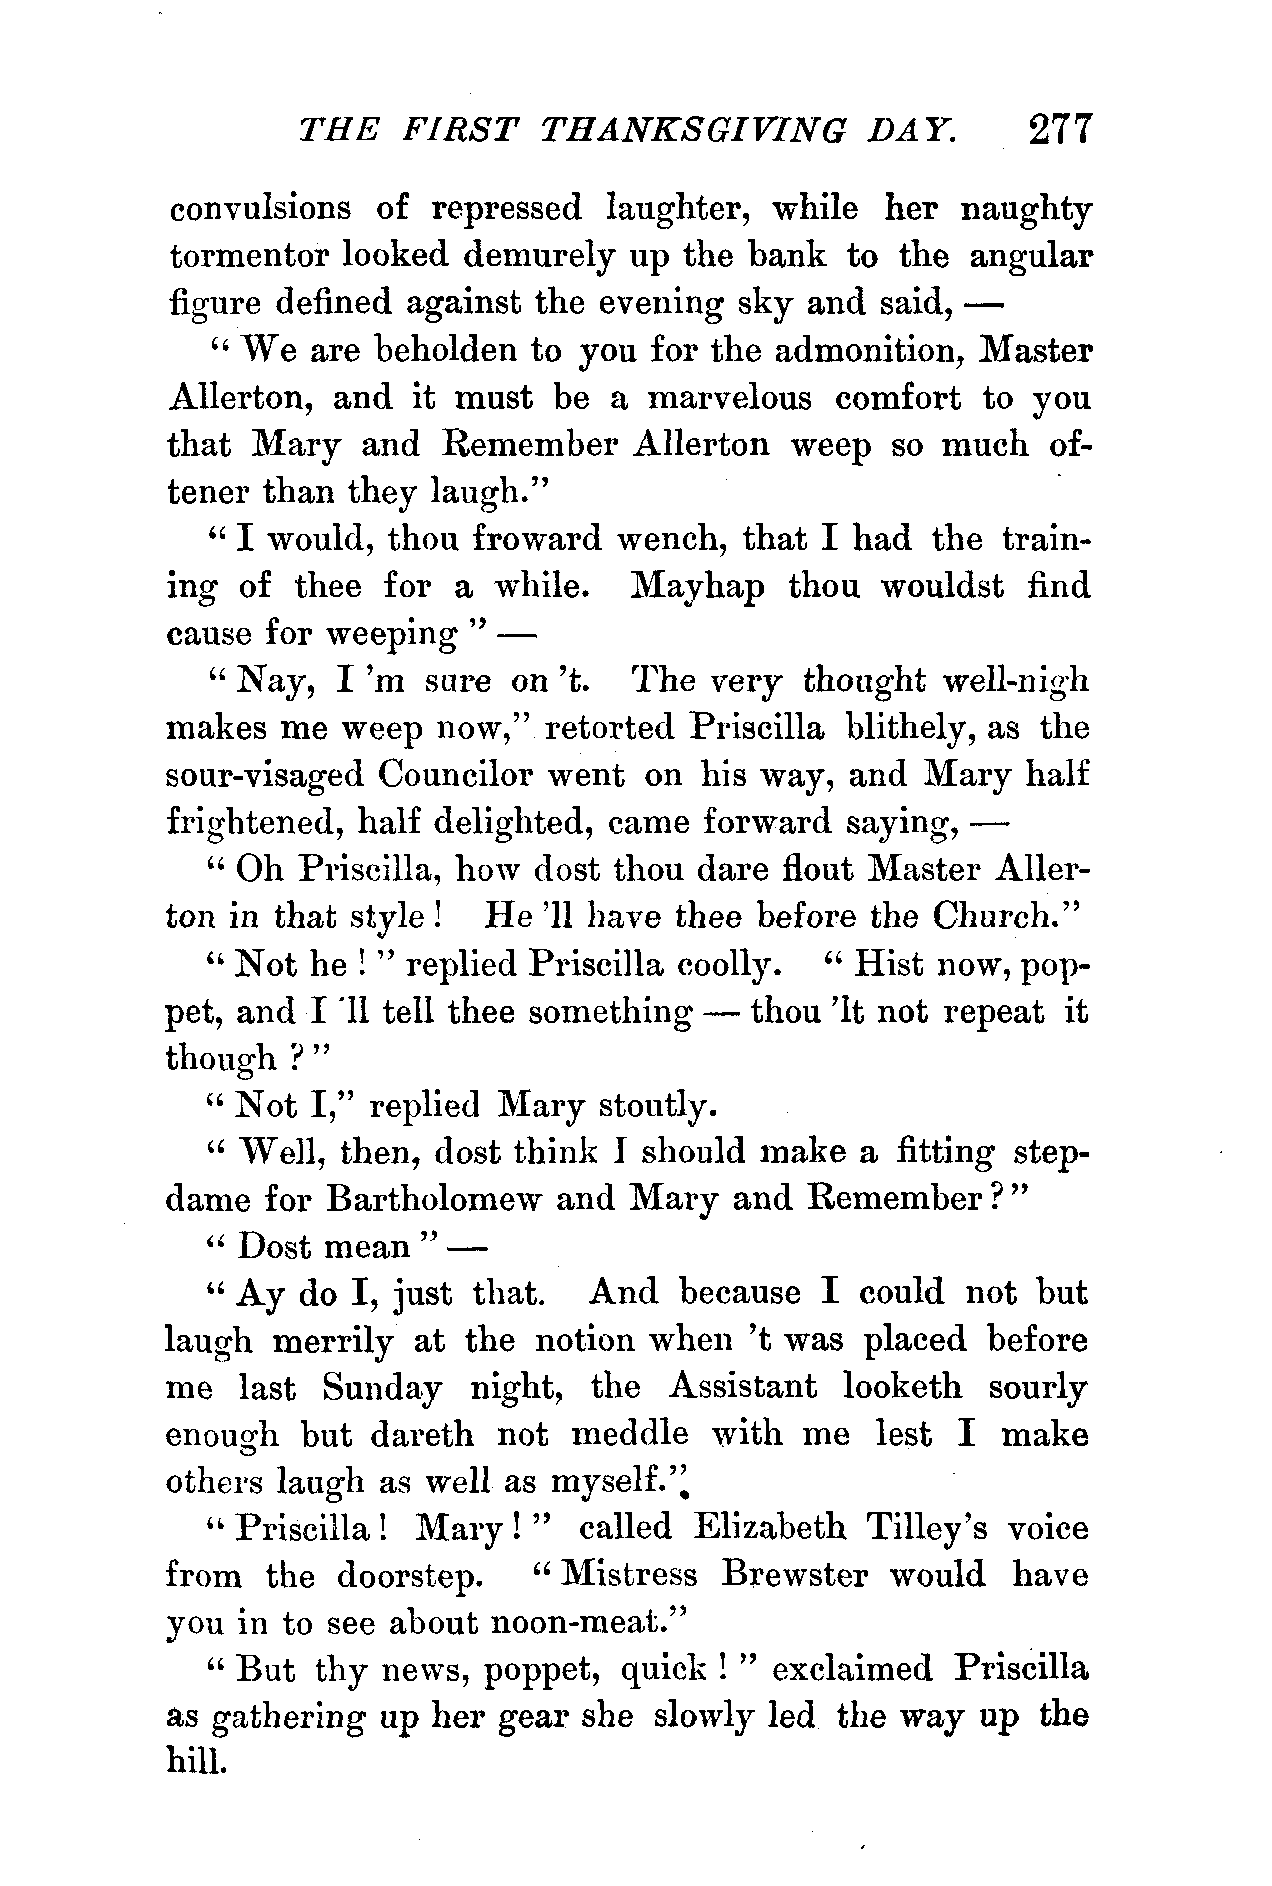 THE FIRST THANKSGIVING DAY. 277
convulsions of repressed laughter, while her naughty
tormentor looked demurely up the bank to the angular
figure defined against the evening sky and said, —
“ We are beholden to you for the admonition, Master
Allerton, and it must be a marvelous comfort to you
that Mary and Remember Allerton weep so much of-
tener than they laugh.”
“ I would, thou froward wench, that I had the train-
ing of thee for a while. Mayhap thou wouldst find
cause for weeping ” —
“ Nay, I 'm sure on 't. The very thought well-nigh
makes me weep now,” retorted Priscilla blithely, as the
sour-visaged Councilor went on his way, and Mary half
frightened, half delighted, came forward saying, —
“ Oh Priscilla, how dost thou dare flout Master Aller-
ton in that style ! He 'll have thee before the Church.”
“ Not he ! ” replied Priscilla coolly. “ Hist now, pop-
pet, and I 'll tell thee something — thou 'lt not repeat it
though ? ”
“ Not I,” replied Mary stoutly.
“ Well, then, dost think I should make a fitting step-
dame for Bartholomew and Mary and Remember ? ”
“ Dost mean ” —
“ Ay do I, just that. And because I could not but
laugh merrily at the notion when 't was placed before
me last Sunday night, the Assistant looketh sourly
enough but dareth not meddle with me lest I make
others laugh as well as myself.”
“ Priscilla ! Mary ! ” called Elizabeth Tilley's voice
from the doorstep. “ Mistress Brewster would have
you in to see about noon-meat.”
“ But thy news, poppet, quick ! ” exclaimed Priscilla
as gathering up her gear she slowly led the way up the
hill.